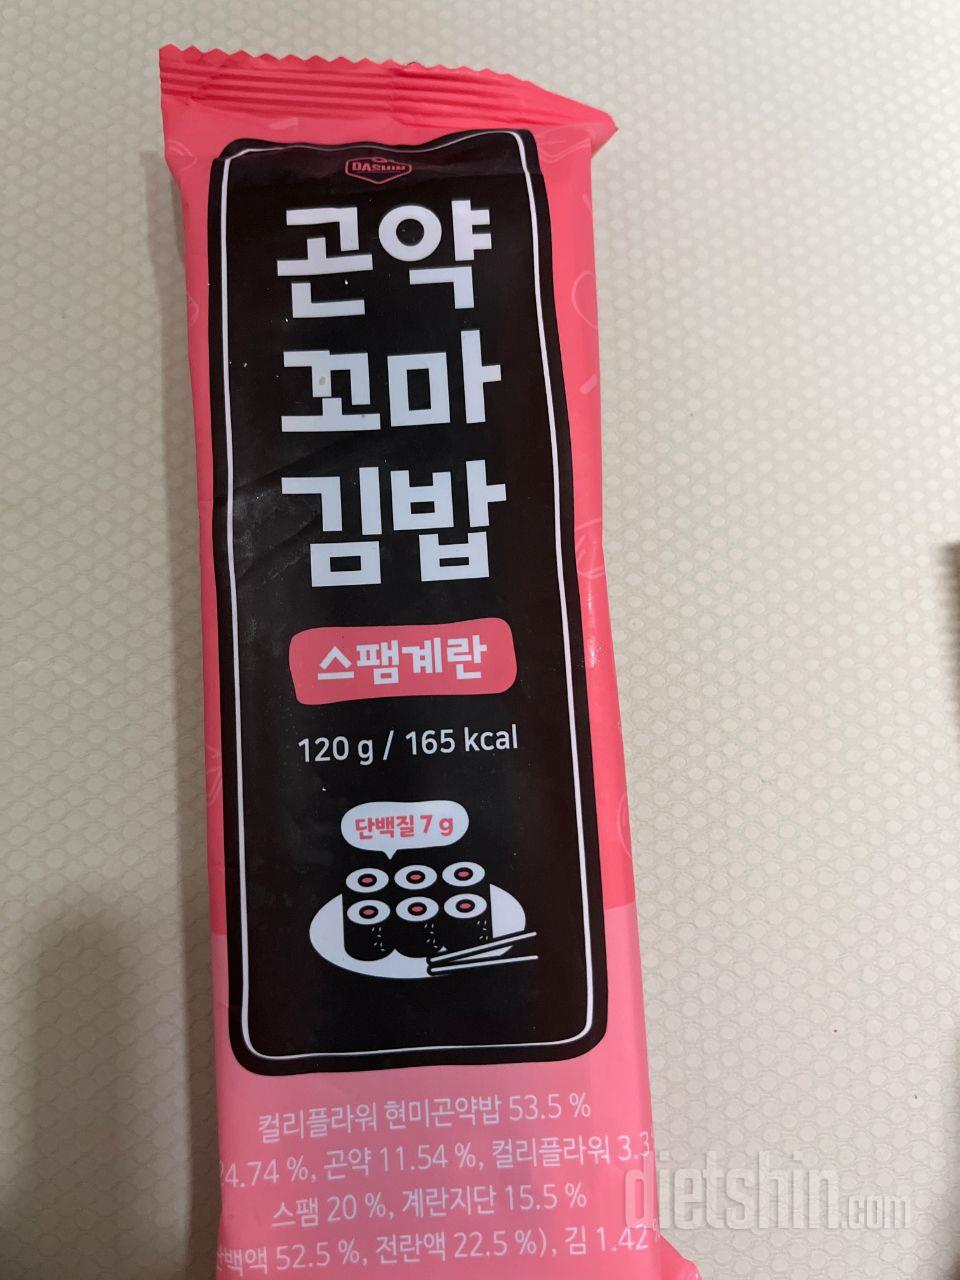 DASHIN
곤약
꼬마
김밥
스팸계란
120 g / 165 kcal
단백질 7 g
컬리플라워 현미곤약밥 53.5 %
24.74 %, 곤약 11.54 %, 컬리플라워 3.3
스팸 20 %, 계란지단 15.5 %
백액 52.5 %, 전란액 22.5 %), 김 1.42
dietshin.com